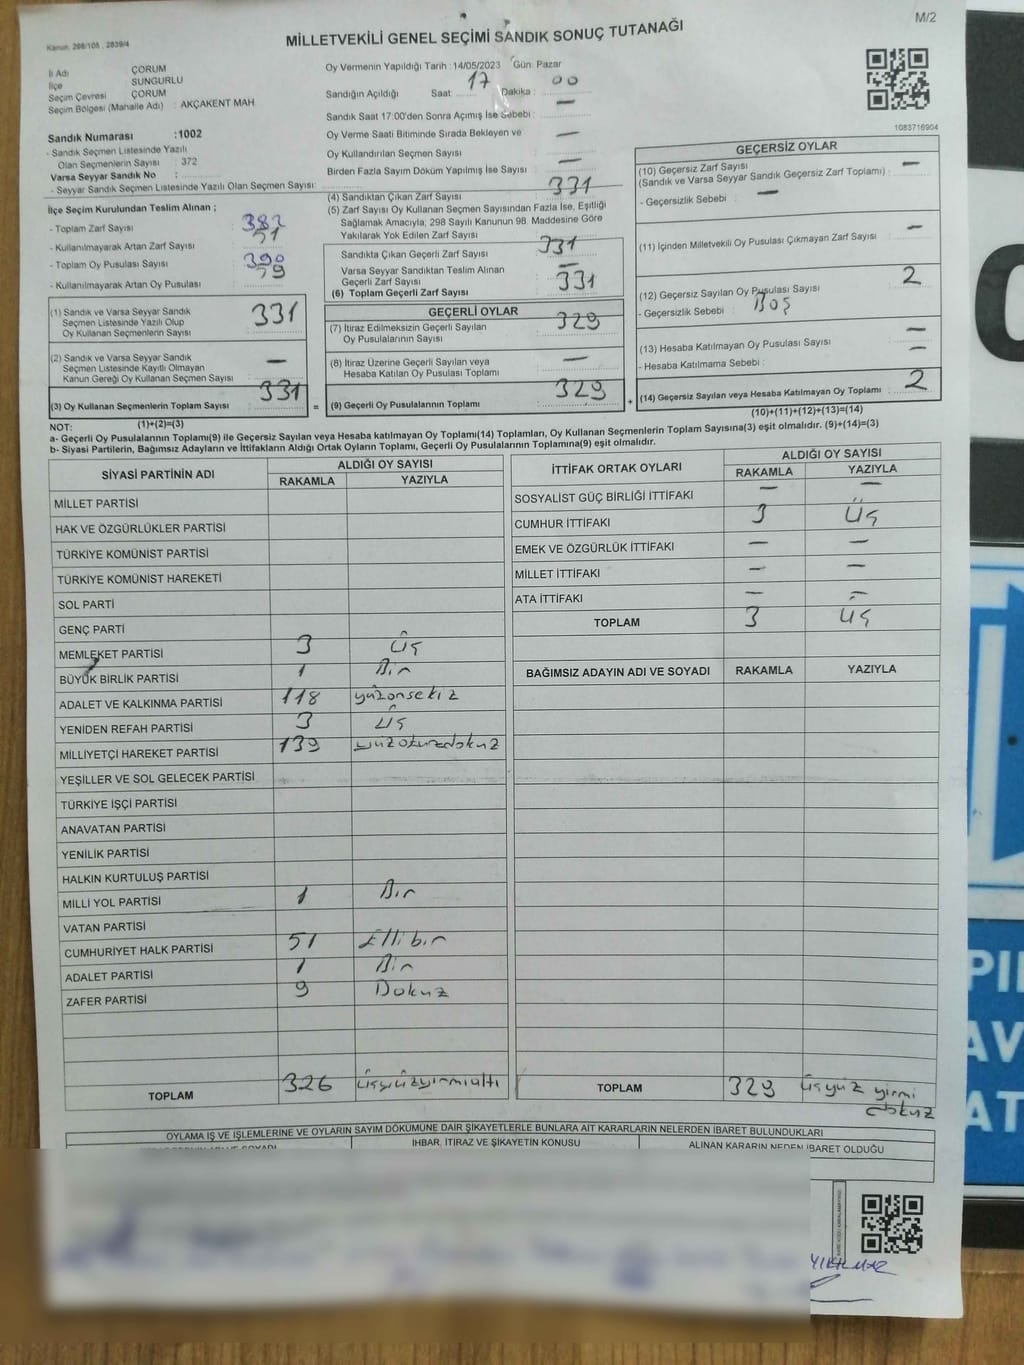 M/2
Kanun. 298/105 , 2839/4
MİLLETVEKİLİ GENEL SEÇİMİ SANDIK SONUÇ TUTANAĞI
İl Adı ÇORUM
İlçe SUNGURLU
Seçim Çevresi ÇORUM
Seçim Bölgesi (Mahalle Adı) : AKÇAKENT MAH
Sandık Numarası :1002
- Sandık Seçmen Listesinde Yazılı
Olan Seçmenlerin Sayısı : 372
Varsa Seyyar Sandık No :
- Seyyar Sandık Seçmen Listesinde Yazılı Olan Seçmen Sayısı:
Oy Vermenin Yapıldığı Tarih :14/05/2023 Gün: Pazar
Sandığın Açıldığı Saat : 17 Dakika : 00
Sandık Saat 17:00'den Sonra Açımış İse Sebebi : —
Oy Verme Saati Bitiminde Sırada Bekleyen ve
Oy Kullandırılan Seçmen Sayısı —
Birden Fazla Sayım Döküm Yapılmış İse Sayısı —
1083716904
İlçe Seçim Kurulundan Teslim Alınan ;
- Toplam Zarf Sayısı : 382
- Kullanılmayarak Artan Zarf Sayısı : 51
- Toplam Oy Pusulası Sayısı : 390
- Kullanılmayarak Artan Oy Pusulası : 59
(1) Sandık ve Varsa Seyyar Sandık
Seçmen Listesinde Yazılı Olup
Oy Kullanan Seçmenlerin Sayısı : 331
(2) Sandık ve Varsa Seyyar Sandık
Seçmen Listesinde Kayıtlı Olmayan
Kanun Gereği Oy Kullanan Seçmen Sayısı : —
(3) Oy Kullanan Seçmenlerin Toplam Sayısı : 331
(1)+(2)=(3)
(4) Sandıktan Çıkan Zarf Sayısı : 331
(5) Zarf Sayısı Oy Kullanan Seçmen Sayısından Fazla İse, Eşitliği
Sağlamak Amacıyla; 298 Sayılı Kanunun 98. Maddesine Göre
Yakılarak Yok Edilen Zarf Sayısı
Sandıkta Çıkan Geçerli Zarf Sayısı : 331
Varsa Seyyar Sandıktan Teslim Alınan
Geçerli Zarf Sayısı : —
(6) Toplam Geçerli Zarf Sayısı : 331
GEÇERLİ OYLAR
(7) İtiraz Edilmeksizin Geçerli Sayılan
Oy Pusulalarının Sayısı : 329
(8) İtiraz Üzerine Geçerli Sayılan veya
Hesaba Katılan Oy Pusulası Toplamı : —
= (9) Geçerli Oy Pusulalarının Toplamı : 329 +
GEÇERSİZ OYLAR
(10) Geçersiz Zarf Sayısı
(Sandık ve Varsa Seyyar Sandık Geçersiz Zarf Toplamı) : —
- Geçersizlik Sebebi : —
(11) İçinden Milletvekili Oy Pusulası Çıkmayan Zarf Sayısı : —
(12) Geçersiz Sayılan Oy Pusulası Sayısı : 2
- Geçersizlik Sebebi : Boş
(13) Hesaba Katılmayan Oy Pusulası Sayısı : —
- Hesaba Katılmama Sebebi : —
(14) Geçersiz Sayılan veya Hesaba Katılmayan Oy Toplamı : 2
(10)+(11)+(12)+(13)=(14)
NOT:
a- Geçerli Oy Pusulalarının Toplamı(9) ile Geçersiz Sayılan veya Hesaba katılmayan Oy Toplamı(14) Toplamları, Oy Kullanan Seçmenlerin Toplam Sayısına(3) eşit olmalıdır. (9)+(14)=(3)
b- Siyasi Partilerin, Bağımsız Adayların ve İttifakların Aldığı Ortak Oyların Toplamı, Geçerli Oy Pusulalarının Toplamına(9) eşit olmalıdır.
SİYASİ PARTİNİN ADI ALDIĞI OY SAYISI
RAKAMLA YAZIYLA
MİLLET PARTİSİ
HAK VE ÖZGÜRLÜKLER PARTİSİ
TÜRKİYE KOMÜNİST PARTİSİ
TÜRKİYE KOMÜNİST HAREKETİ
SOL PARTİ
GENÇ PARTİ
MEMLEKET PARTİSİ 3 Üç
BÜYÜK BİRLİK PARTİSİ 1 Bir
ADALET VE KALKINMA PARTİSİ 118 yüzonsekiz
YENİDEN REFAH PARTİSİ 3 Üç
MİLLİYETÇİ HAREKET PARTİSİ 139 yüzotuzdokuz
YEŞİLLER VE SOL GELECEK PARTİSİ
TÜRKİYE İŞÇİ PARTİSİ
ANAVATAN PARTİSİ
YENİLİK PARTİSİ
HALKIN KURTULUŞ PARTİSİ
MİLLİ YOL PARTİSİ 1 Bir
VATAN PARTİSİ
CUMHURİYET HALK PARTİSİ 51 Ellibir
ADALET PARTİSİ 1 Bir
ZAFER PARTİSİ 9 Dokuz
TOPLAM 326 üçyüzyirmialtı
İTTİFAK ORTAK OYLARI ALDIĞI OY SAYISI
RAKAMLA YAZIYLA
SOSYALİST GÜÇ BİRLİĞİ İTTİFAKI — —
CUMHUR İTTİFAKI 3 Üç
EMEK VE ÖZGÜRLÜK İTTİFAKI — —
MİLLET İTTİFAKI — —
ATA İTTİFAKI — —
TOPLAM 3 üç
BAĞIMSIZ ADAYIN ADI VE SOYADI RAKAMLA YAZIYLA
TOPLAM 329 üçyüz yirmi
dokuz
OYLAMA İŞ VE İŞLEMLERİNE VE OYLARIN SAYIM DÖKÜMÜNE DAİR ŞİKAYETLERLE BUNLARA AİT KARARLARIN NELERDEN İBARET BULUNDUKLARI
İHBAR, İTİRAZ VE ŞİKAYETİN KONUSU
ALINAN KARARIN NEDEN İBARET OLDUĞU
Pİ
AV
AT